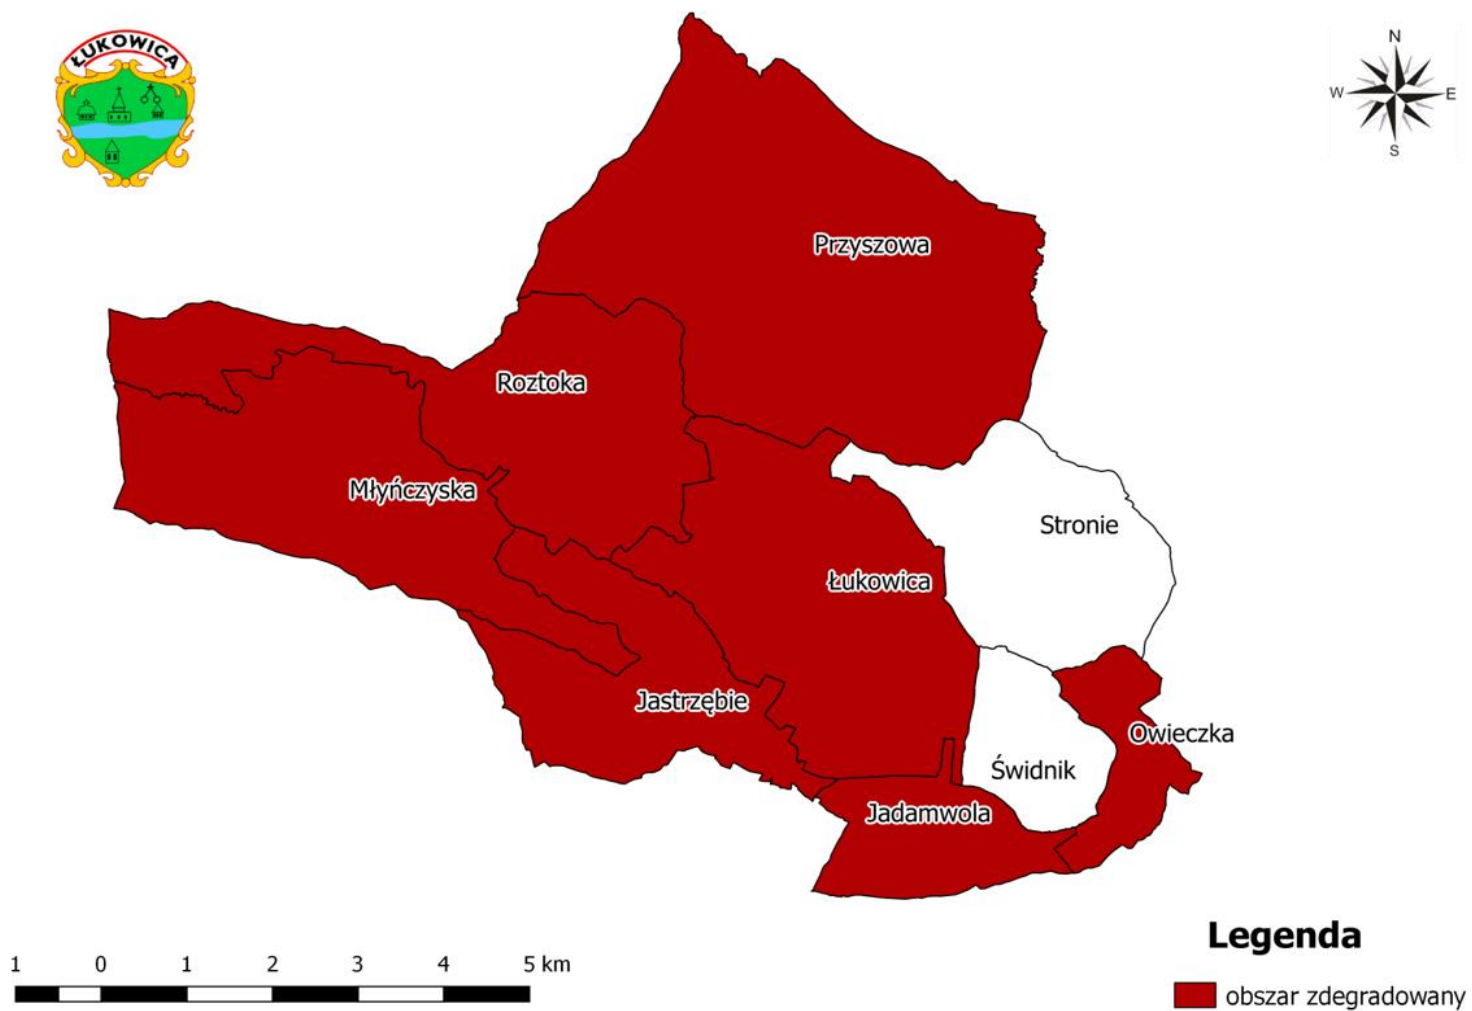 ŁUKOWICA
N
W E
S
Przyszowa
Roztoka
Młyńczyska
Stronie
Łukowica
Jastrzębie
Owieczka
Świdnik
Jadamwola
Legenda
1 0 1 2 3 4 5 km
obszar zdegradowany